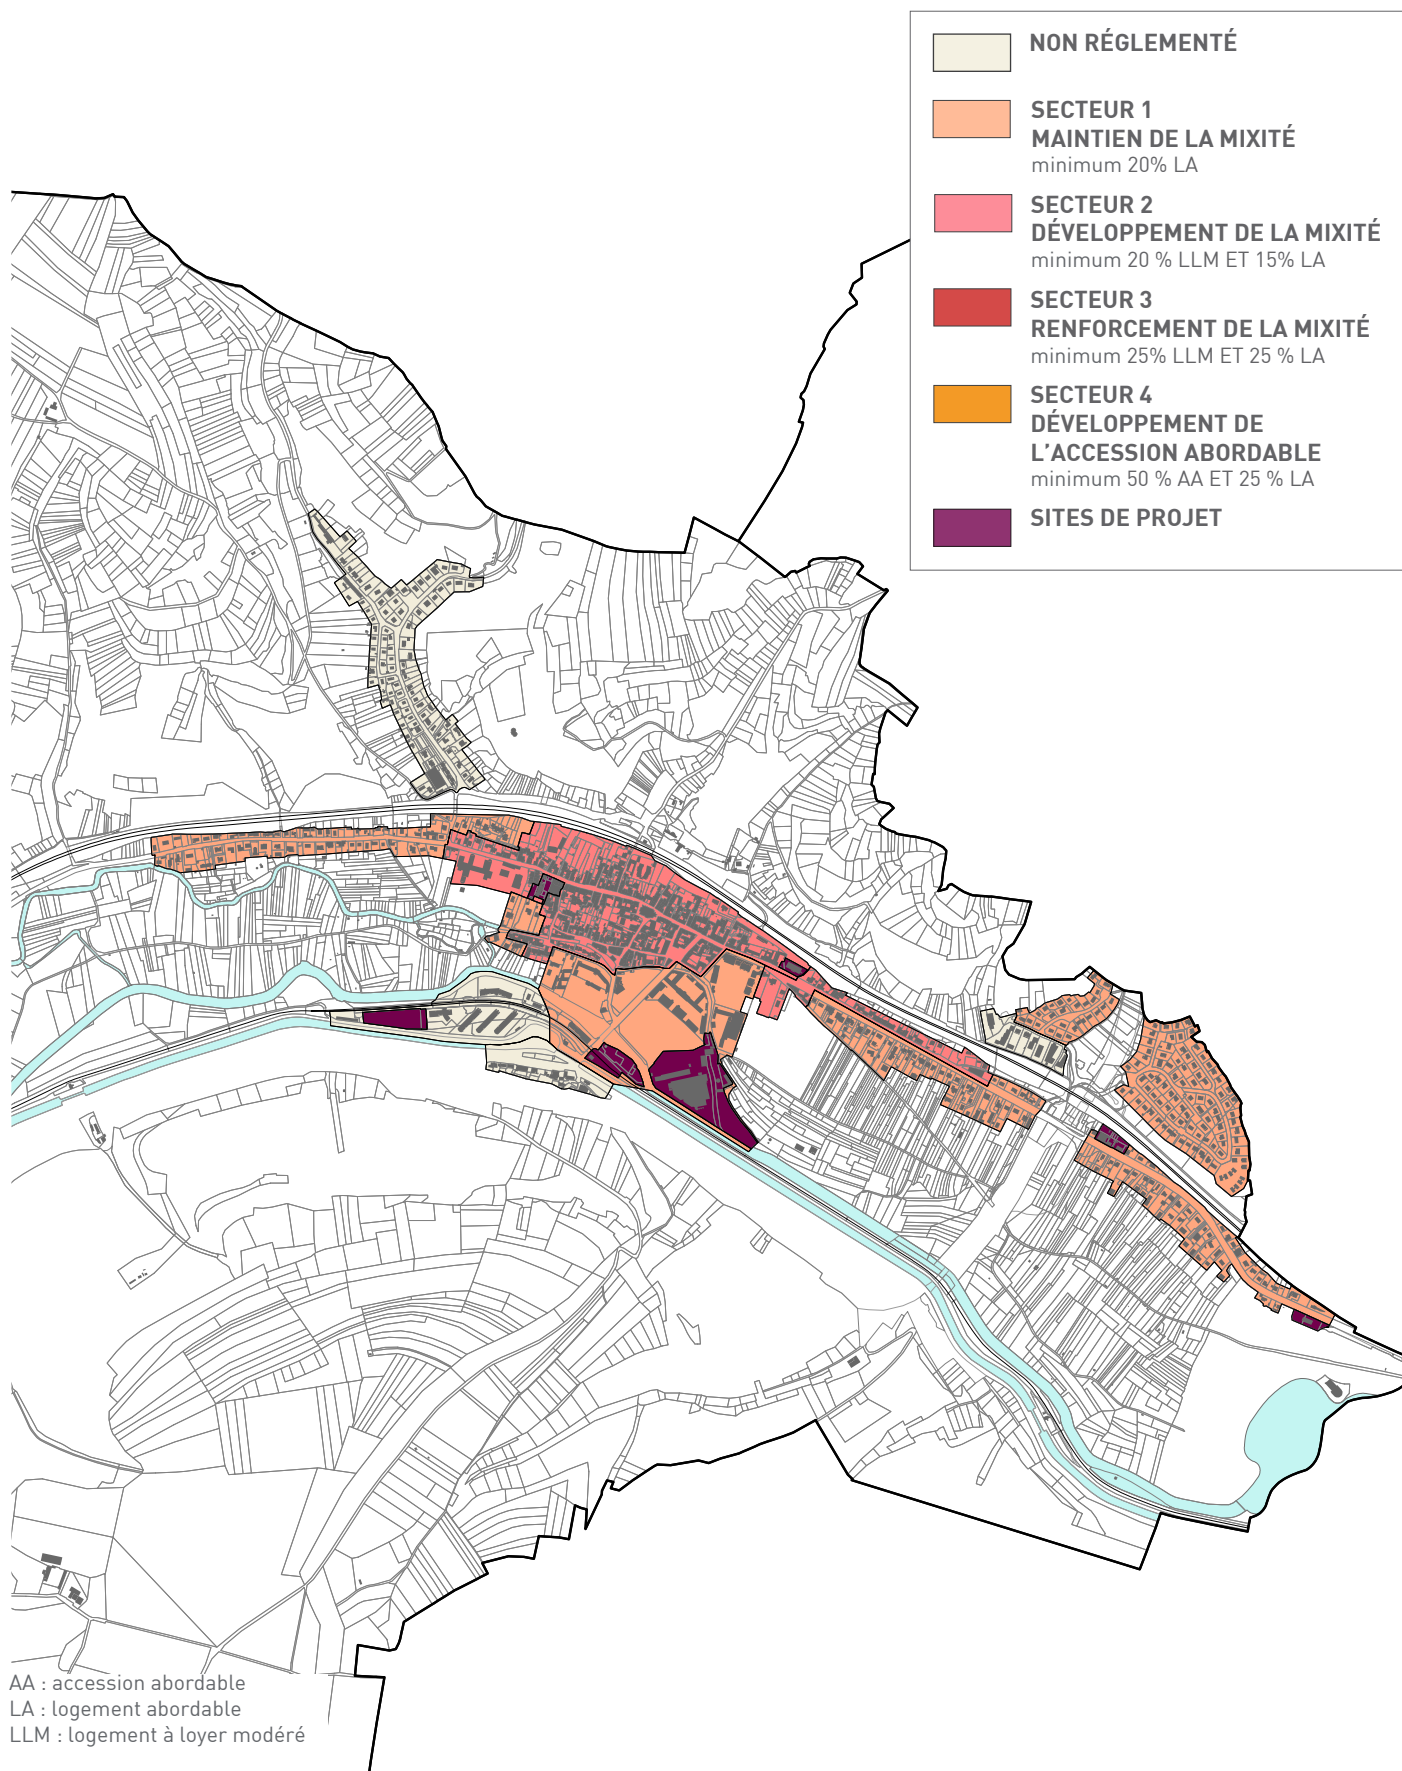 NON RÉGLEMENTÉ
SECTEUR 1
MAINTIEN DE LA MIXITÉ
minimum 20% LA
SECTEUR 2
DÉVELOPPEMENT DE LA MIXITÉ
minimum 20 % LLM ET 15% LA
SECTEUR 3
RENFORCEMENT DE LA MIXITÉ
minimum 25% LLM ET 25 % LA
SECTEUR 4
DÉVELOPPEMENT DE
L’ACCESSION ABORDABLE
minimum 50 % AA ET 25 % LA
SITES DE PROJET
AA : accession abordable
LA : logement abordable
LLM : logement à loyer modéré